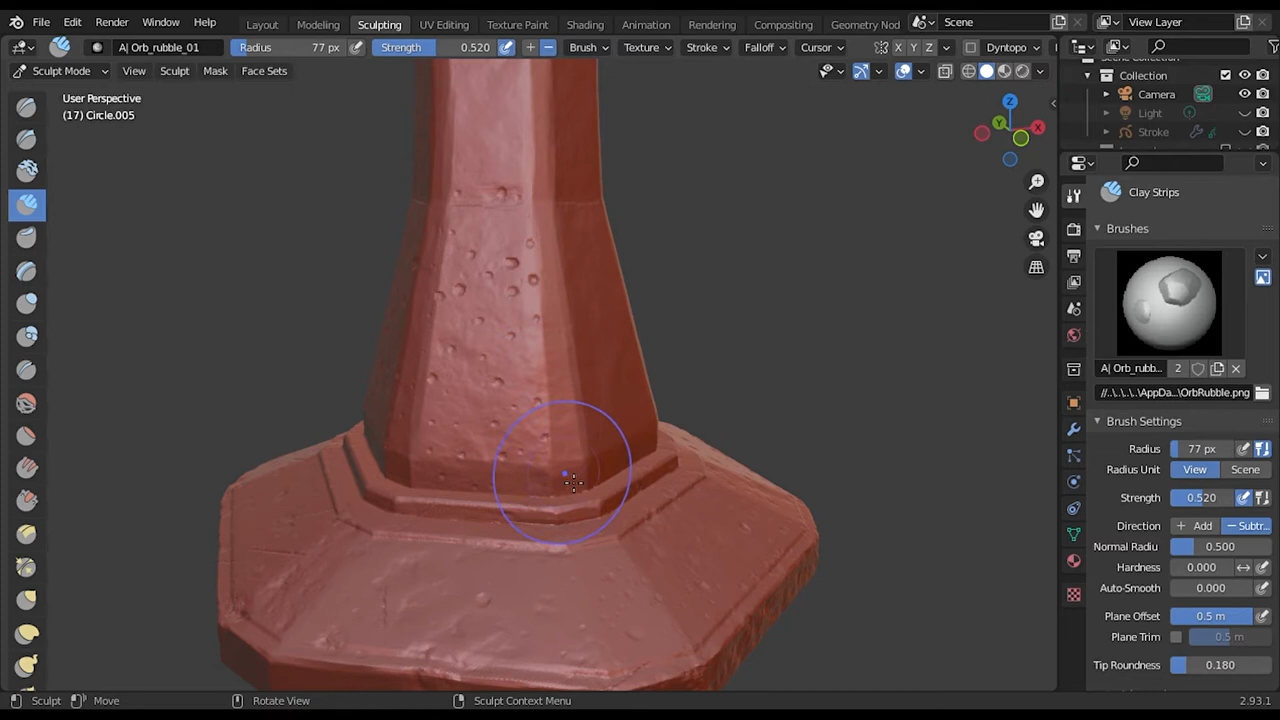 File Edit Render Window Help Layout Modeling Sculpting UV Editing Texture Paint Shading Animation Rendering Compositing Geometry Nod Scene View Layer
A| Orb_rubble_01 Radius 77 px Strength 0.520 Brush Texture Stroke Falloff Cursor X Y Z Dyntopo
Sculpt Mode View Sculpt Mask Face Sets
User Perspective
(17) Circle.005
Z
Y
X
Collection
Camera
Light
Stroke
Clay Strips
Brushes
A| Orb_rubb... 2
//..\..\..\AppDa...\OrbRubble.png
Brush Settings
Radius 77 px
Radius Unit View Scene
Strength 0.520
Direction + Add − Subtr...
Normal Radiu 0.500
Hardness 0.000
Auto-Smooth 0.000
Plane Offset 0.5 m
Plane Trim 0.5 m
Tip Roundness 0.180
Sculpt Move Rotate View Sculpt Context Menu 2.93.1